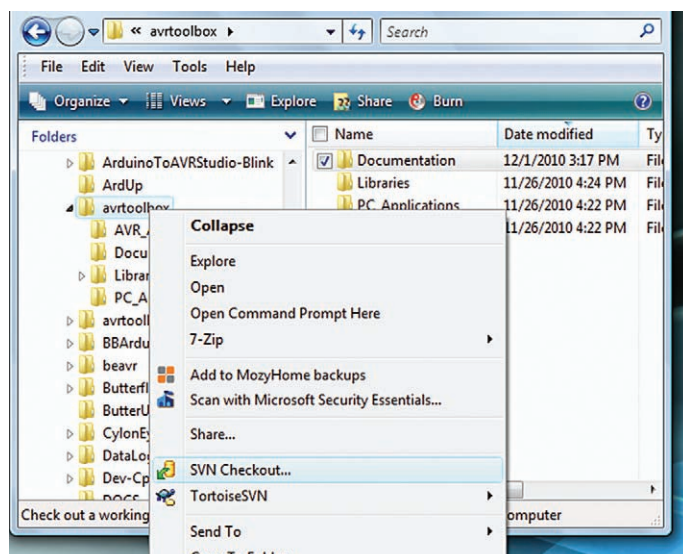 « avrtoolbox
Search
File Edit View Tools Help
Organize Views Explore Share Burn
Folders
Name Date modified Ty
ArduinoToAVRStudio-Blink
Documentation 12/1/2010 3:17 PM File
ArdUp
Libraries 11/26/2010 4:24 PM File
avrtoolbox
PC_Applications 11/26/2010 4:22 PM File
11/26/2010 4:22 PM File
AVR_A
Docu
Librar
PC_A
avrtooll
BBArdu
beavr
Butterfl
ButterU
CylonEy
DataLo
Dev-Cp
DOCS
Collapse
Explore
Open
Open Command Prompt Here
7-Zip
Add to MozyHome backups
Scan with Microsoft Security Essentials...
Share...
SVN Checkout...
TortoiseSVN
Send To
Check out a working
omputer